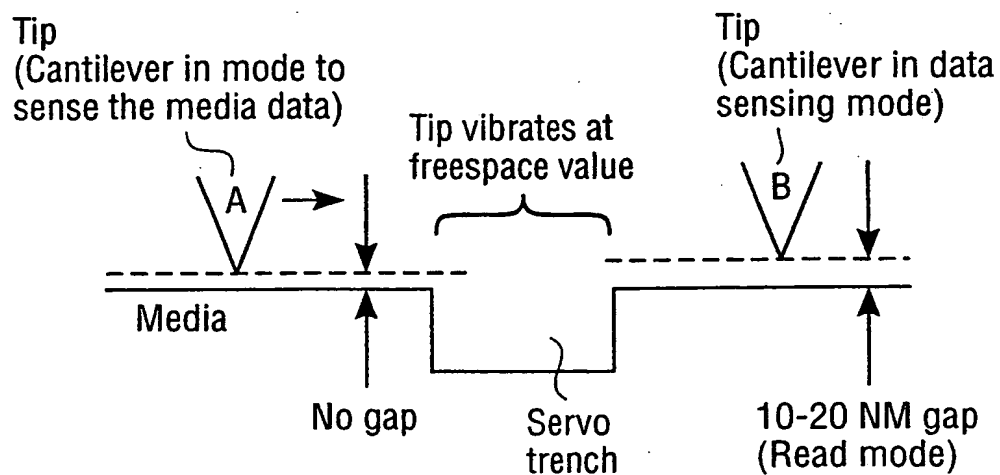 Tip
(Cantilever in mode to
sense the media data)
Tip vibrates at
freespace value
Tip
(Cantilever in data
sensing mode)
A
B
Media
No gap
Servo
trench
10-20 NM gap
(Read mode)